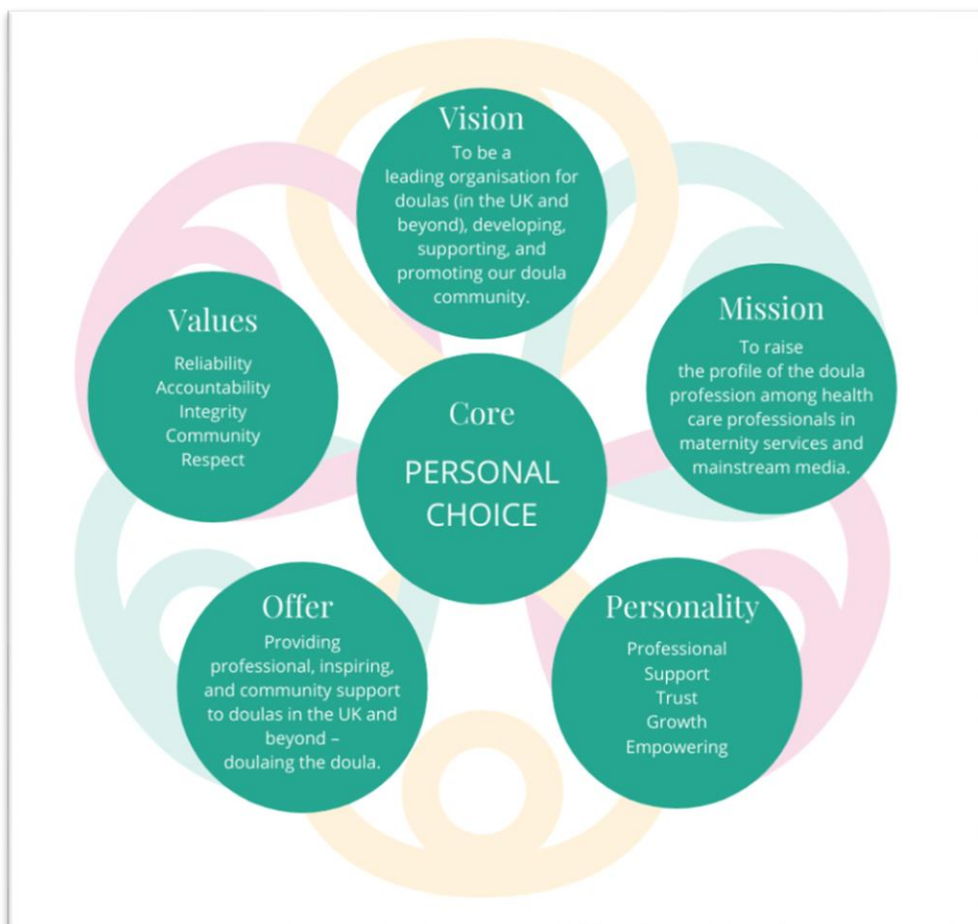 Vision
To be a
leading organisation for
doulas (in the UK and
beyond), developing,
supporting, and
promoting our doula
community.
Mission
To raise
the profile of the doula
profession among health
care professionals in
maternity services and
mainstream media.
Values
Reliability
Accountability
Integrity
Community
Respect
Core
PERSONAL
CHOICE
Offer
Providing
professional, inspiring,
and community support
to doulas in the UK and
beyond –
doulaing the doula.
Personality
Professional
Support
Trust
Growth
Empowering